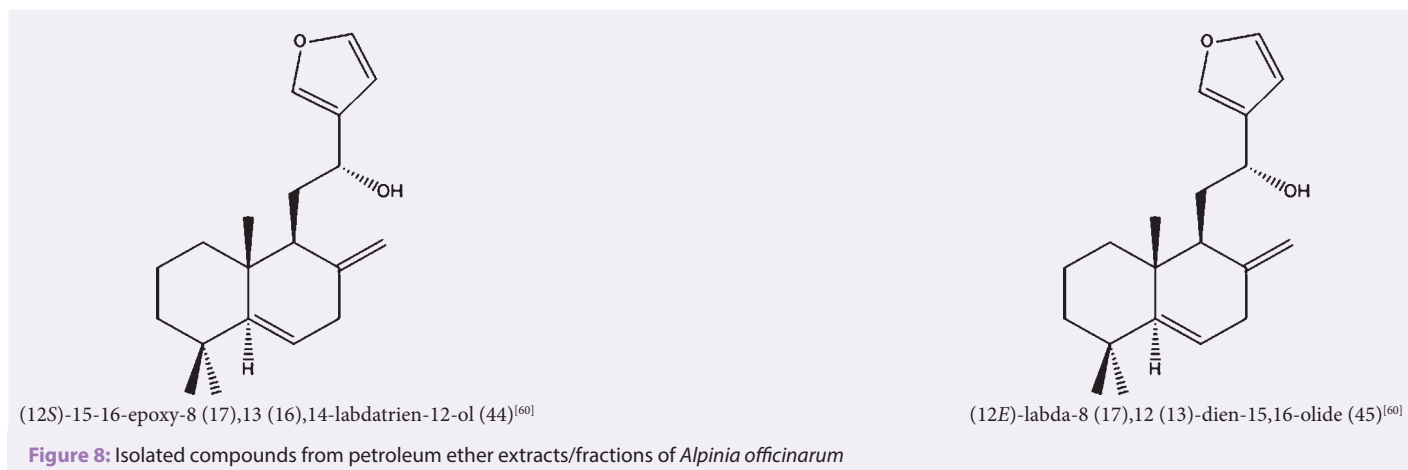 O
O
OH
OH
H
H
(12S)-15-16-epoxy-8 (17),13 (16),14-labdatrien-12-ol (44)[60]
(12E)-labda-8 (17),12 (13)-dien-15,16-olide (45)[60]
Figure 8: Isolated compounds from petroleum ether extracts/fractions of Alpinia officinarum